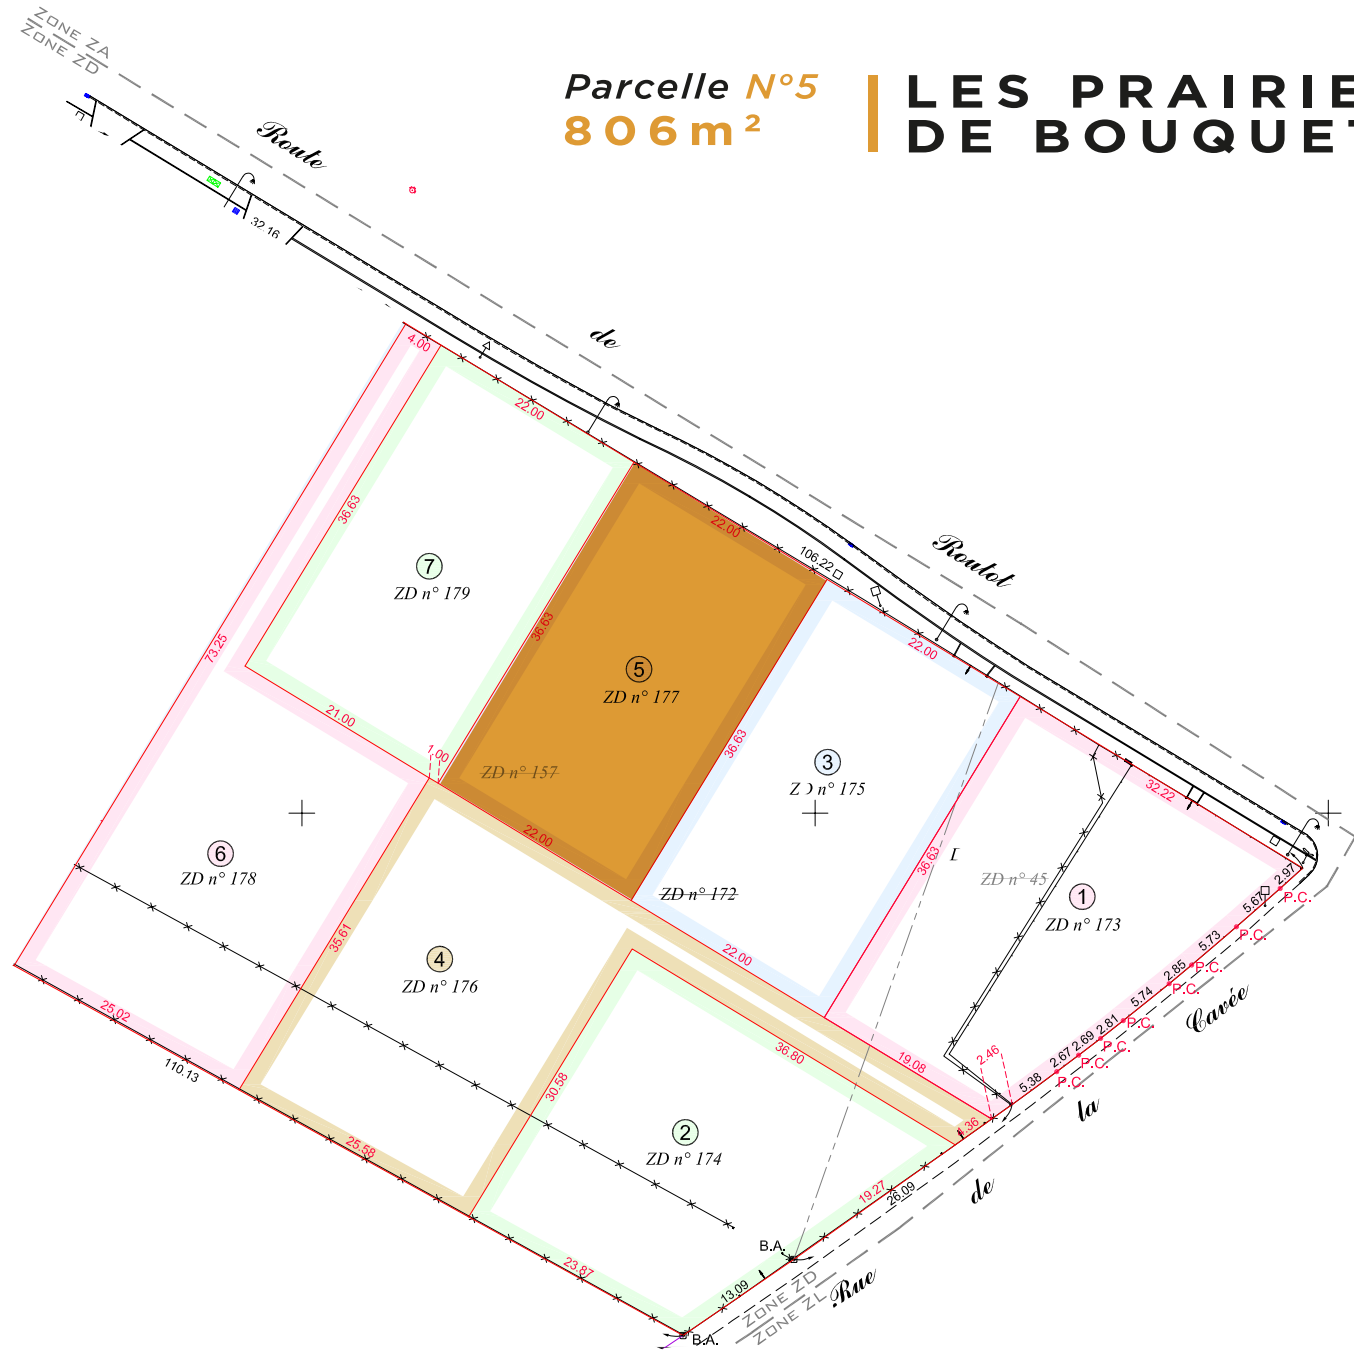 ZONE ZA
ZONE ZD
Parcelle N°5
806m²
LES PRAIRIE
DE BOUQUET
Route
32.16
de
4.00
22.00
36.63
7
ZD n° 179
22.00
106.22
Routot
36.63
5
ZD n° 177
22.00
73.25
21.00
1.00
ZD n° 157
36.63
3
ZD n° 175
32.22
22.00
6
ZD n° 178
ZD n° 172
36.63
ZD n° 45
1
ZD n° 173
2.97
5.67
P.C.
5.73
P.C.
2.85
P.C.
5.74
P.C.
2.81
P.C.
2.69
P.C.
2.67
P.C.
5.38
Cavée
35.61
4
ZD n° 176
22.00
19.08
2.46
la
25.02
110.13
36.80
30.58
4.36
2
ZD n° 174
25.58
19.27
26.09
de
B.A.
23.87
13.09
ZONE ZD
ZONE ZL
Rue
B.A.